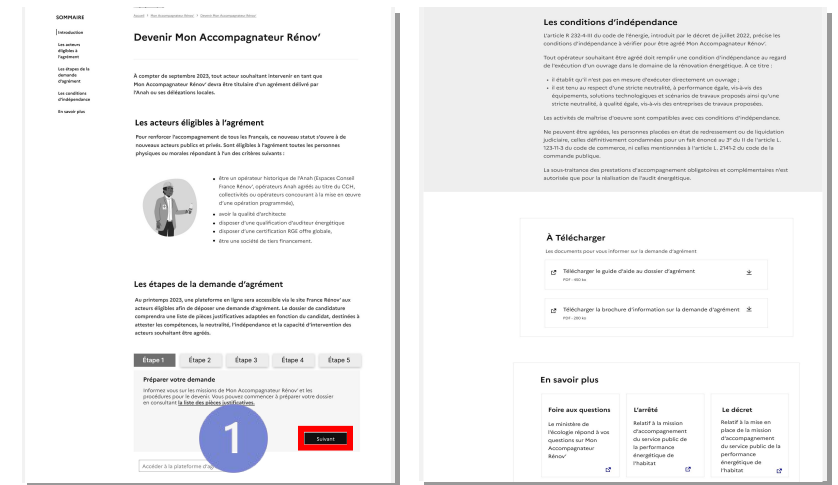 SOMMAIRE
Introduction
Les acteurs
éligibles à
l'agrément
Les étapes de la
demande
d'agrément
Les conditions
d'indépendance
En savoir plus
Accueil > Mon Accompagnateur Rénov' > Devenir Mon Accompagnateur Rénov'
Devenir Mon Accompagnateur Rénov'
À compter de septembre 2023, tout acteur souhaitant intervenir en tant que
Mon Accompagnateur Rénov' devra être titulaire d'un agrément délivré par
l'Anah ou ses délégations locales.
Les acteurs éligibles à l'agrément
Pour renforcer l'accompagnement de tous les Français, ce nouveau statut s'ouvre à de
nouveaux acteurs publics et privés. Sont éligibles à l'agrément toutes les personnes
physiques ou morales répondant à l'un des critères suivants :
• être un opérateur historique de l'Anah (Espaces Conseil
France Rénov', opérateurs Anah agréés au titre du CCH,
collectivités ou opérateurs concourant à la mise en œuvre
d'une opération programmée),
• avoir la qualité d'architecte
• disposer d'une qualification d'auditeur énergétique
• disposer d'une certification RGE offre globale,
• être une société de tiers financement.
Les étapes de la demande d'agrément
Au printemps 2023, une plateforme en ligne sera accessible via le site France Rénov' aux
acteurs éligibles afin de déposer une demande d'agrément. Le dossier de candidature
comprendra une liste de pièces justificatives adaptées en fonction du candidat, destinées à
attester les compétences, la neutralité, l'indépendance et la capacité d'intervention des
acteurs souhaitant être agréés.
Étape 1 Étape 2 Étape 3 Étape 4 Étape 5
Préparer votre demande
Informez vous sur les missions de Mon Accompagnateur Rénov' et les
procédures pour le devenir. Vous pouvez commencer à préparer votre dossier
en consultant la liste des pièces justificatives.
1
Suivant
Accéder à la plateforme d'ag
Les conditions d'indépendance
L'article R 232-4-III du code de l'énergie, introduit par le décret de juillet 2022, précise les
conditions d'indépendance à vérifier pour être agréé Mon Accompagnateur Rénov'.
Tout opérateur souhaitant être agréé doit remplir une condition d'indépendance au regard
de l'exécution d'un ouvrage dans le domaine de la rénovation énergétique. À ce titre :
• il établit qu'il n'est pas en mesure d'exécuter directement un ouvrage ;
• il est tenu au respect d'une stricte neutralité, à performance égale, vis-à-vis des
équipements, solutions technologiques et scénarios de travaux proposés ainsi qu'une
stricte neutralité, à qualité égale, vis-à-vis des entreprises de travaux proposées.
Les activités de maîtrise d'oeuvre sont compatibles avec ces conditions d'indépendance.
Ne peuvent être agréées, les personnes placées en état de redressement ou de liquidation
judiciaire, celles définitivement condamnées pour un fait énoncé au 3° du II de l'article L.
123-11-3 du code de commerce, ni celles mentionnées à l'article L. 2141-2 du code de la
commande publique.
La sous-traitance des prestations d'accompagnement obligatoires et complémentaires n'est
autorisée que pour la réalisation de l'audit énergétique.
À Télécharger
Les documents pour vous informer sur la demande d'agrément
Télécharger le guide d'aide au dossier d'agrément
PDF - 450 ko
Télécharger la brochure d'information sur la demande d'agrément
PDF - 200 ko
En savoir plus
Foire aux questions
Le ministère de
l'écologie répond à vos
questions sur Mon
Accompagnateur
Rénov'
L'arrêté
Relatif à la mission
d'accompagnement
du service public de
la performance
énergétique de
l'habitat
Le décret
Relatif à la mise en
place de la mission
d'accompagnement
du service public de la
performance
énergétique de
l'habitat